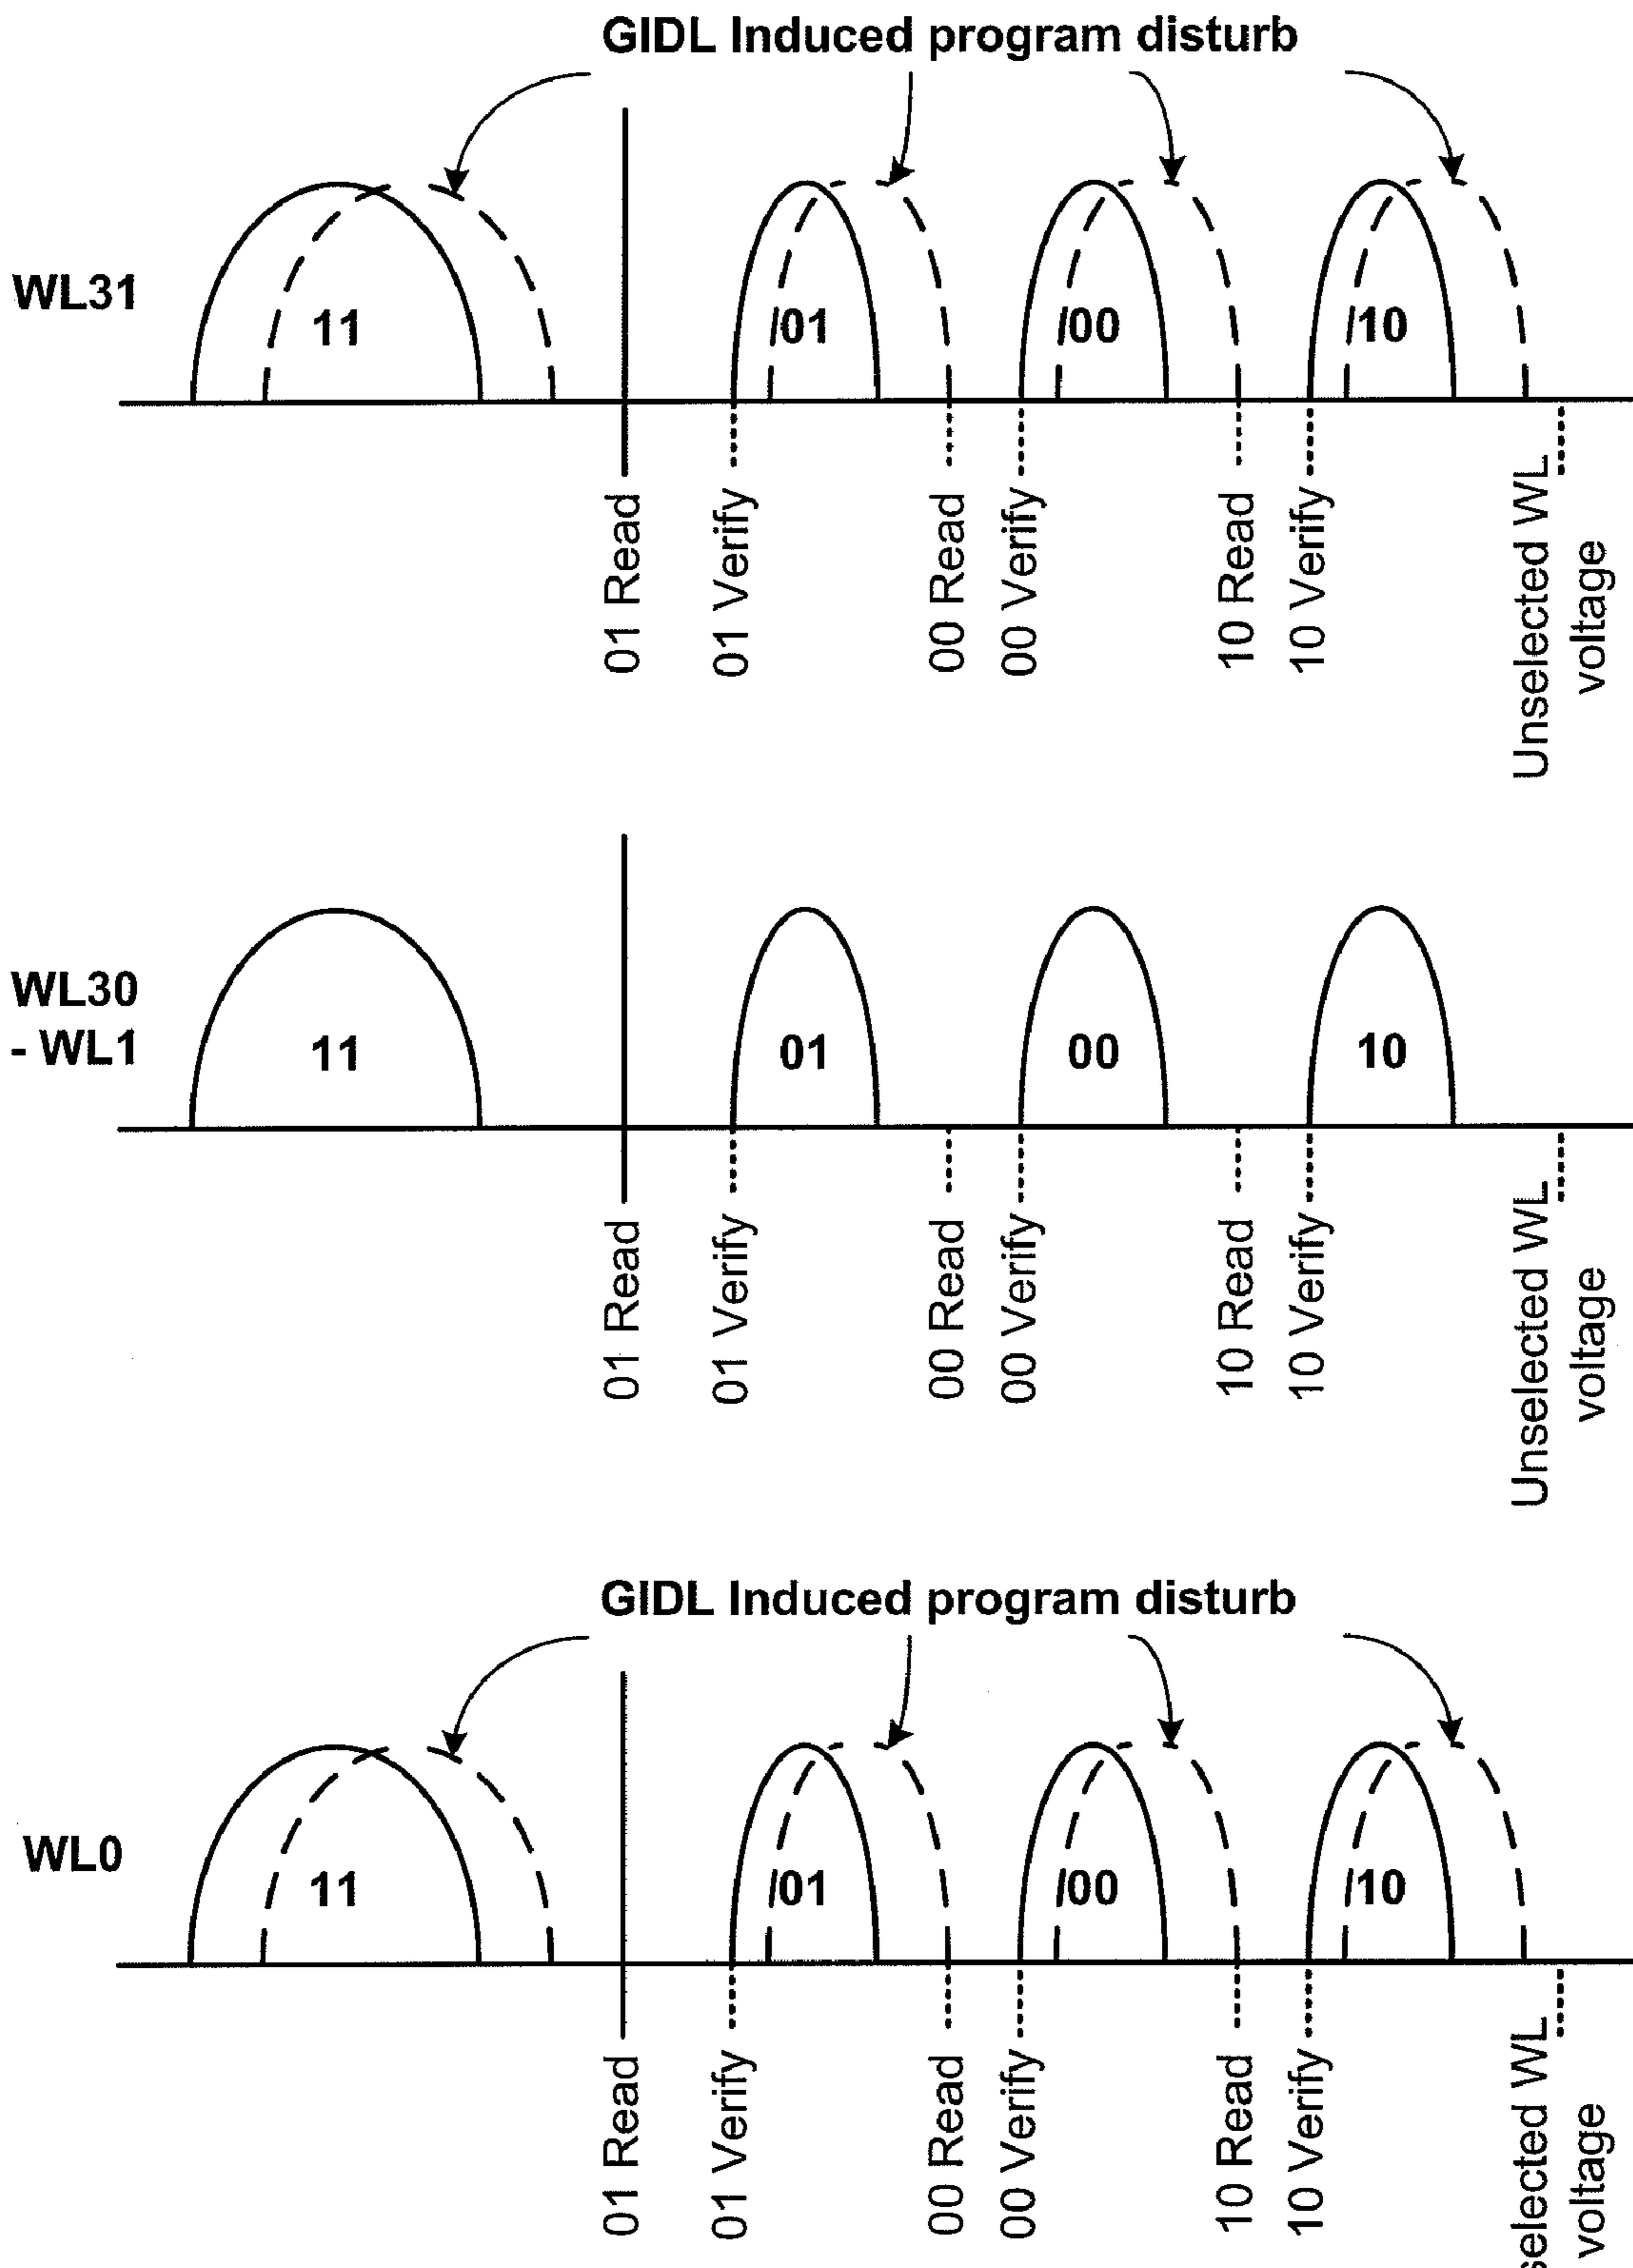 GIDL Induced program disturb
WL31
11
01
00
10
01 Read
01 Verify
00 Read
00 Verify
10 Read
10 Verify
Unselected WL
voltage
WL30
- WL1
11
01
00
10
01 Read
01 Verify
00 Read
00 Verify
10 Read
10 Verify
Unselected WL
voltage
GIDL Induced program disturb
WL0
11
01
00
10
01 Read
01 Verify
00 Read
00 Verify
10 Read
10 Verify
selected WL
voltage